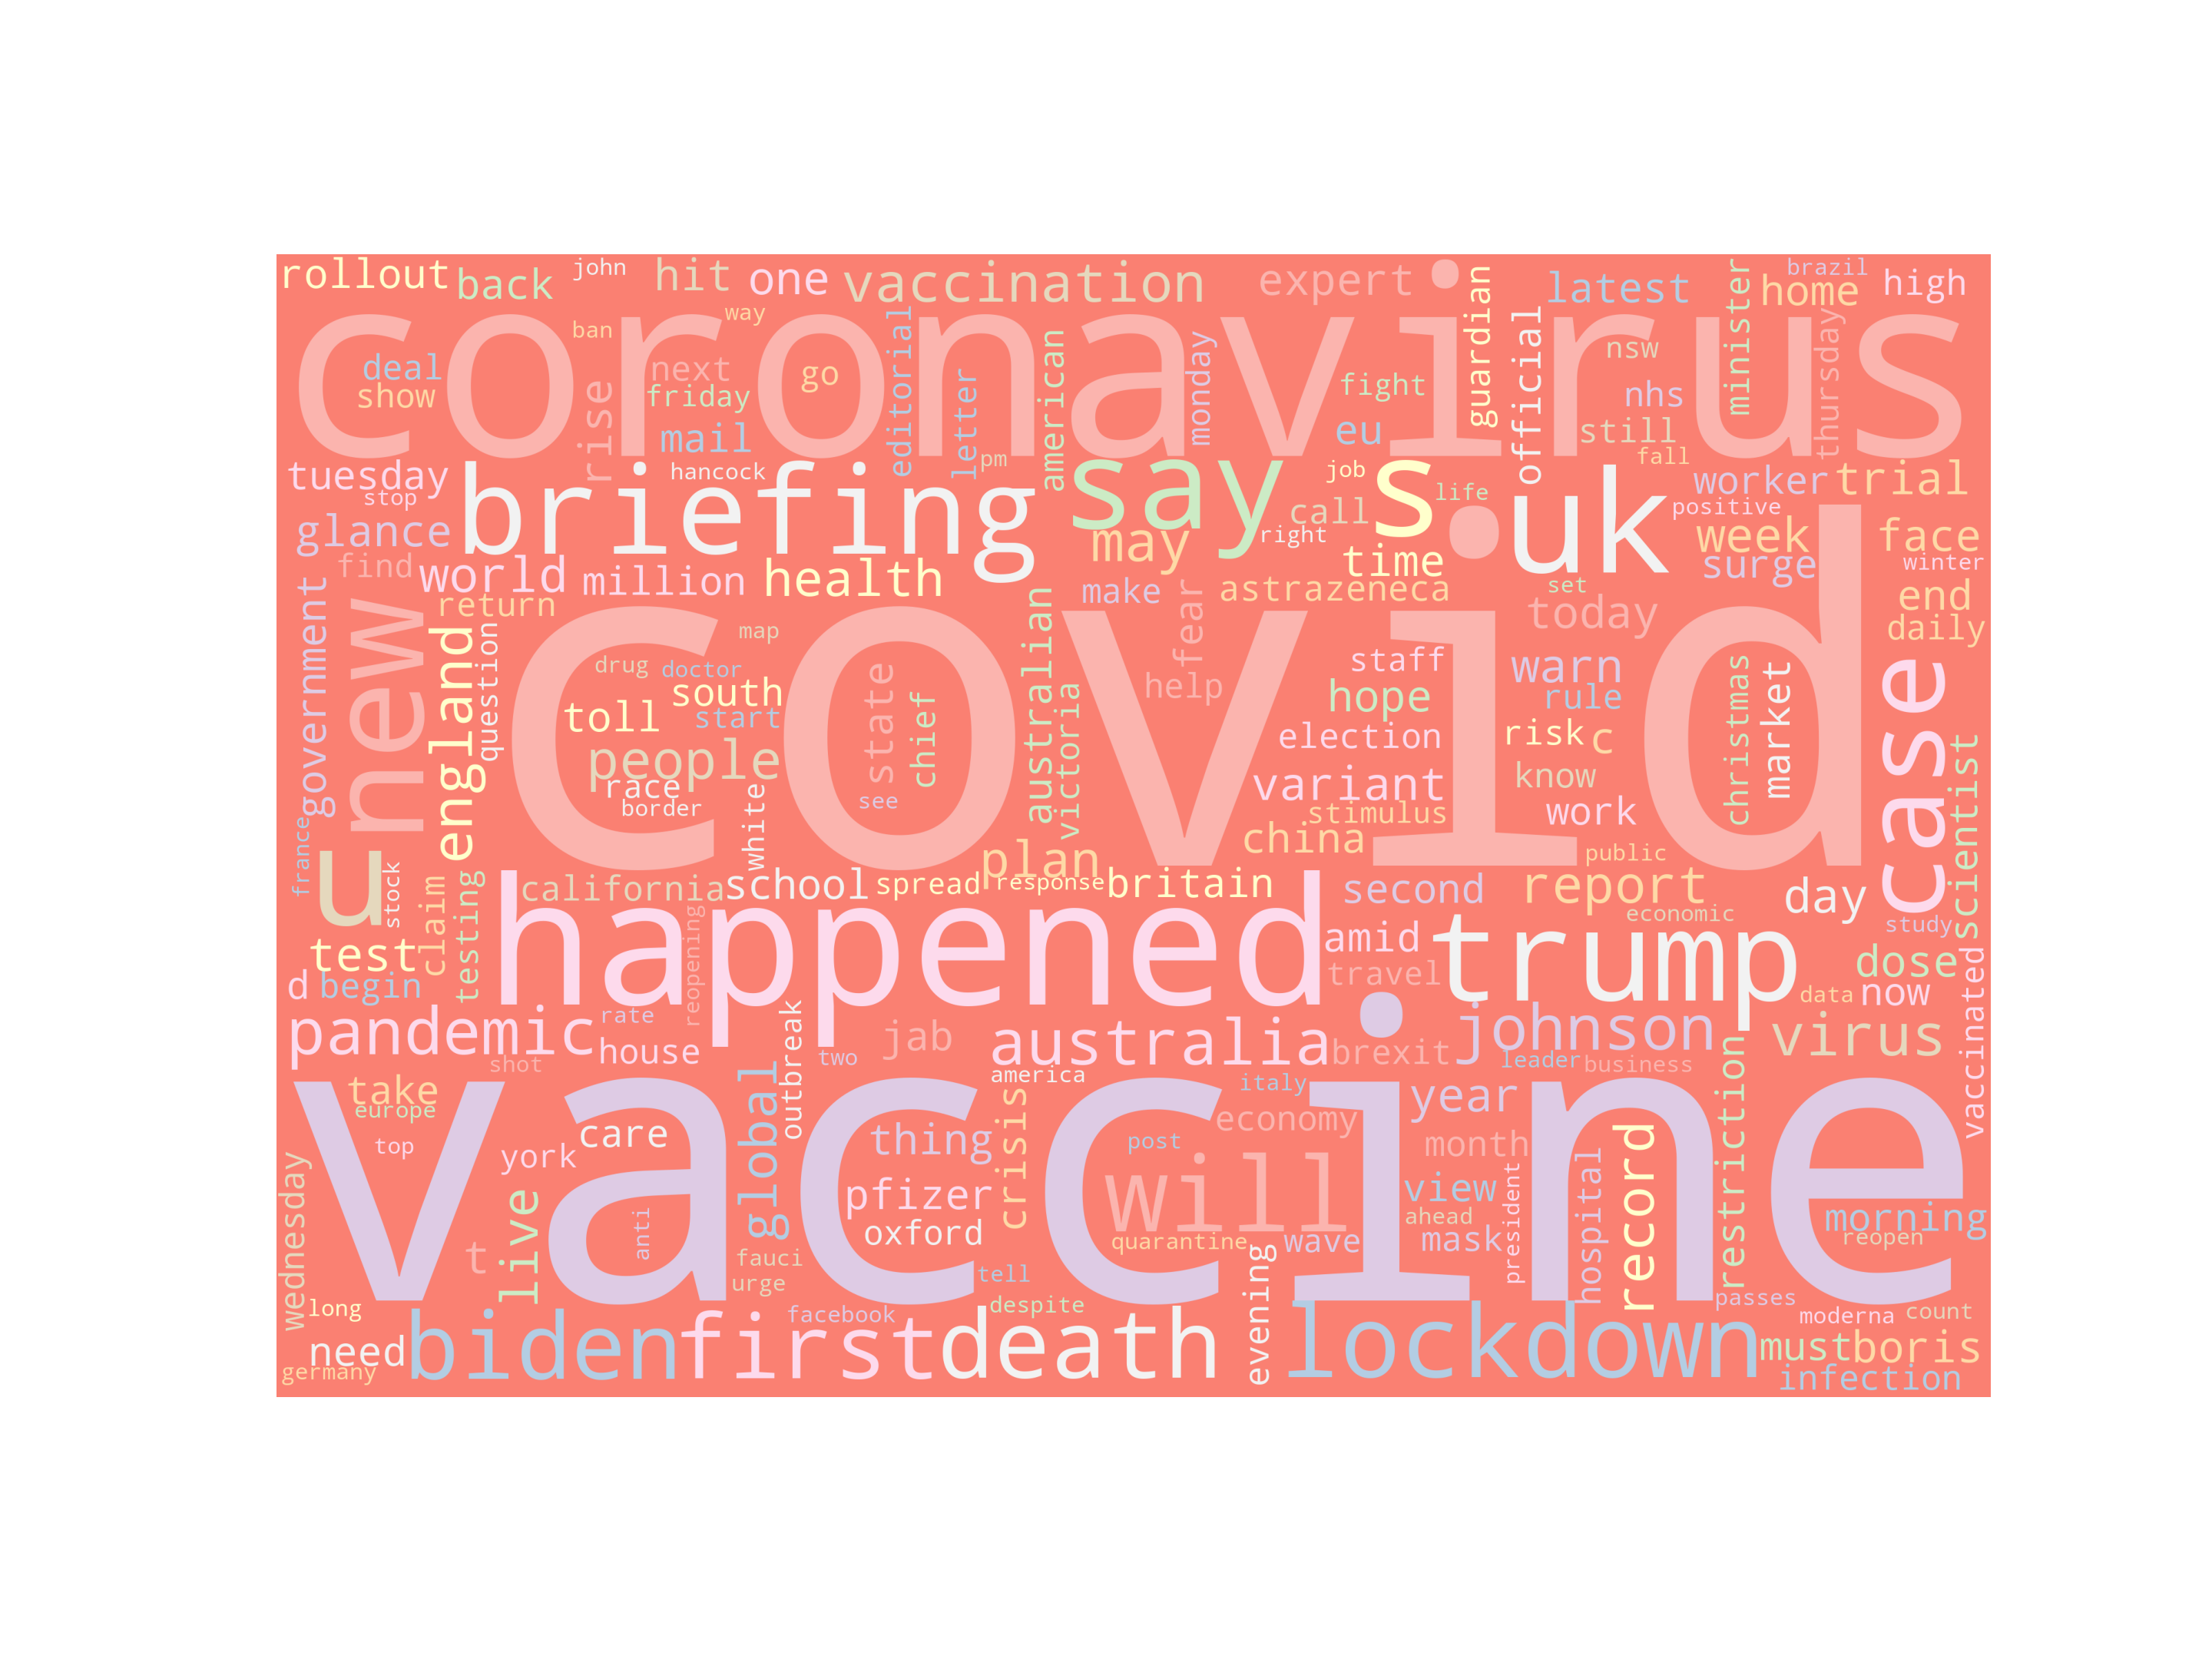 rollout back john hit one vaccination expert latest minister home brazil high
ban way editorial american monday guardian official nsw thursday
coronavirus
deal show rise next friday go mail letter eu fight nhs still
tuesday stop hancock pm job life fall worker trial
glance briefing say s uk positive week face
call right may time surge winter
find world million health make astrazeneca set end
government return question map australian fear today daily
new england covid case
drug doctor south start toll state chief victoria help staff hope warn rule christmas market scientist
people race border white see election risk c variant know stimulus work
france u stock claim testing california school spread plan response china britain second report public day economic study
test happened amid trump dose vaccinated
d begin reopening travel data now
pandemic rate house outbreak two jab australia brexit johnson leader business virus
shot america italy year restriction
take europe top york care global thing crisis post economy month
vaccine
wednesday live t anti pfizer oxford will view record hospital president morning
fauci urge quarantine wave ahead mask reopen
long tell evening passes moderna count
need biden first facebook despite death lockdown must boris
germany infection